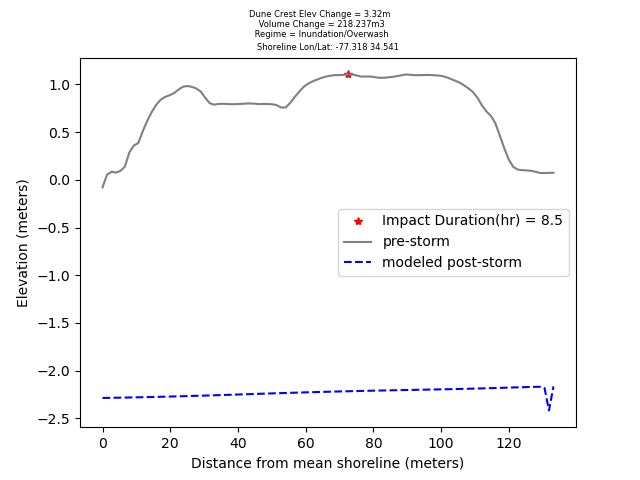 Dune Crest Elev Change = 3.32m
Volume Change = 218.237m3
Regime = Inundation/Overwash
Shoreline Lon/Lat: -77.318 34.541
1.0
0.5
0.0
−0.5
−1.0
−1.5
−2.0
−2.5
Elevation (meters)
Impact Duration(hr) = 8.5
pre-storm
modeled post-storm
0 20 40 60 80 100 120
Distance from mean shoreline (meters)